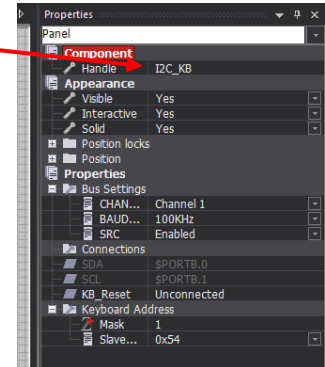 Properties
Panel
Component
Handle I2C_KB
Appearance
Visible Yes
Interactive Yes
Solid Yes
Position locks
Position
Properties
Bus Settings
CHAN... Channel 1
BAUD... 100KHz
SRC Enabled
Connections
SDA $PORTB.0
SCL $PORTB.1
KB_Reset Unconnected
Keyboard Address
Mask 1
Slave... 0x54